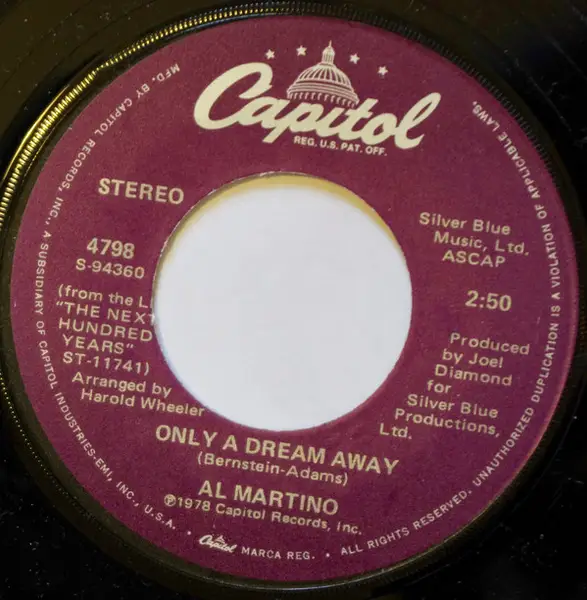 Capitol
REG. U.S. PAT. OFF.
STEREO
4798
S-94360
(from the L
"THE NEXT
HUNDRED
YEARS"
ST-11741)
Arranged by
Harold Wheeler
Silver Blue
Music, Ltd.
ASCAP
2:50
Produced
by Joel
Diamond
for
Silver Blue
Productions,
Ltd.
ONLY A DREAM AWAY
(Bernstein-Adams)
AL MARTINO
℗1978 Capitol Records, Inc.
MFD. BY CAPITOL RECORDS, INC., A SUBSIDIARY OF CAPITOL INDUSTRIES-EMI, INC., U.S.A. • Capitol MARCA REG. • ALL RIGHTS RESERVED. UNAUTHORIZED DUPLICATION IS A VIOLATION OF APPLICABLE LAWS.